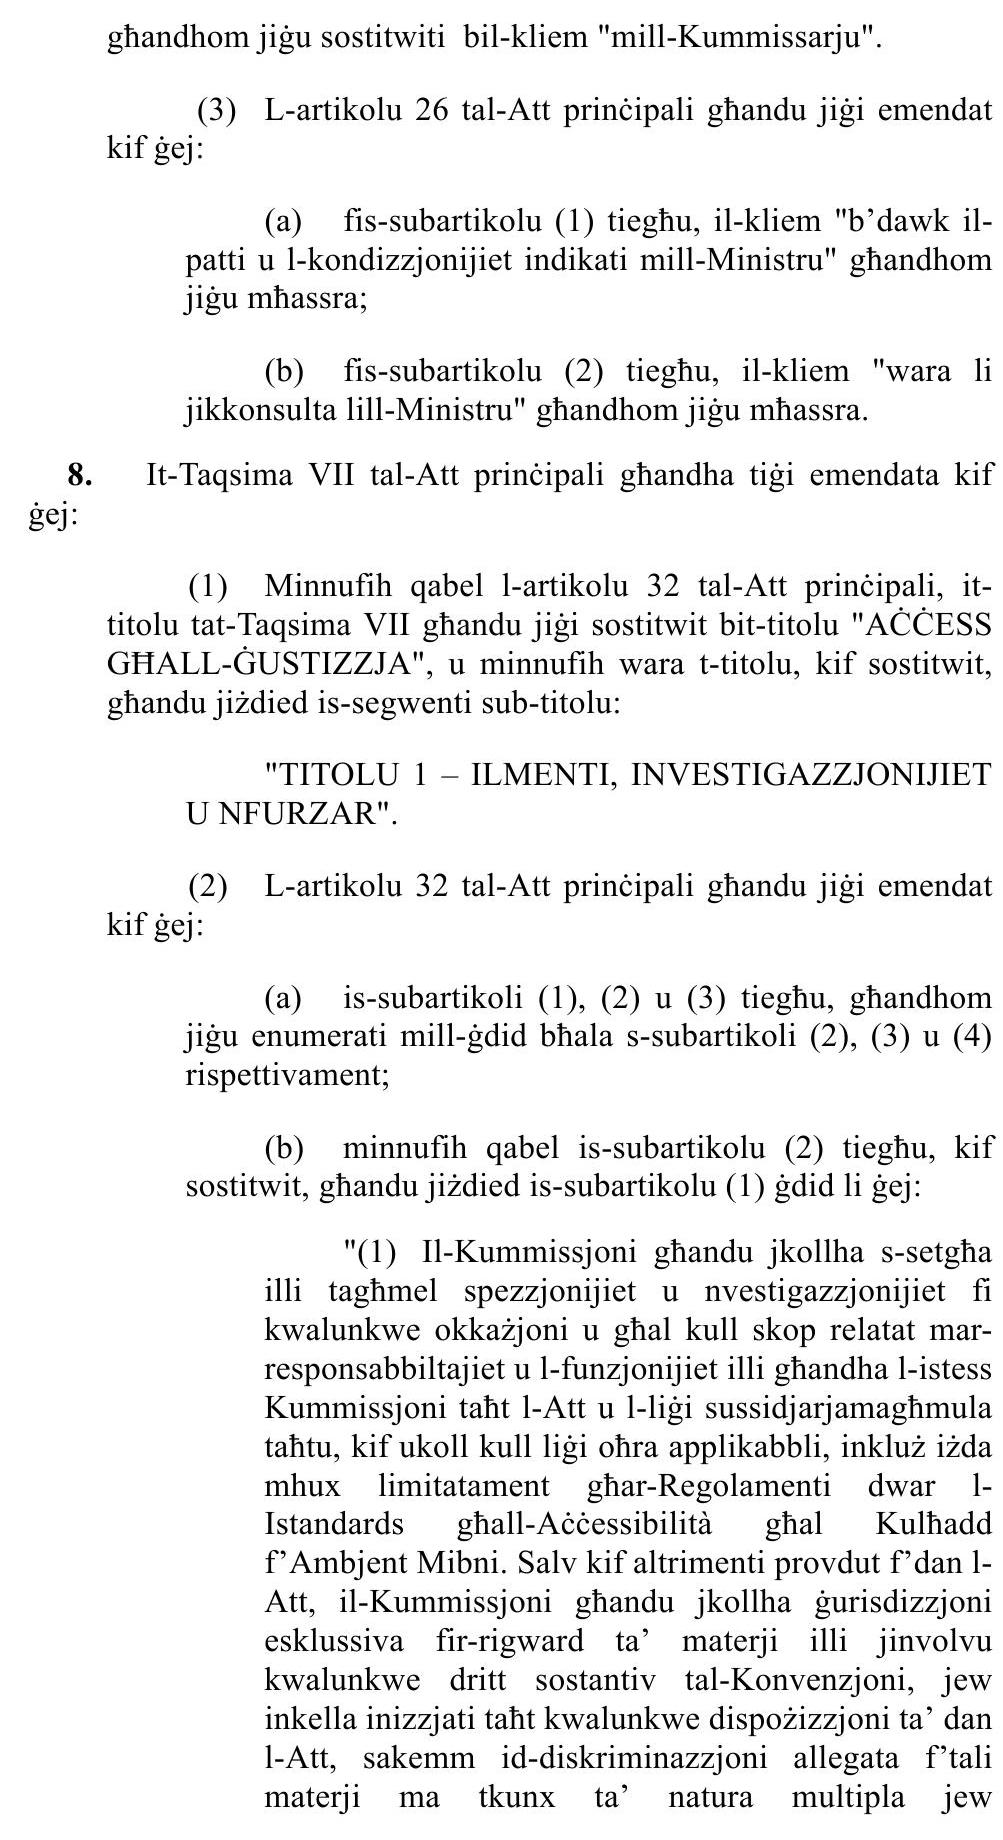 għandhom jiġu sostitwiti bil-kliem "mill-Kummissarju".
(3) L-artikolu 26 tal-Att prinċipali għandu jiġi emendat
kif ġej:
(a) fis-subartikolu (1) tiegħu, il-kliem "b’dawk il-
patti u l-kondizzjonijiet indikati mill-Ministru" għandhom
jiġu mħassra;
(b) fis-subartikolu (2) tiegħu, il-kliem "wara li
jikkonsulta lill-Ministru" għandhom jiġu mħassra.
8. It-Taqsima VII tal-Att prinċipali għandha tiġi emendata kif
ġej:
(1) Minnufih qabel l-artikolu 32 tal-Att prinċipali, it-
titolu tat-Taqsima VII għandu jiġi sostitwit bit-titolu "AĊĊESS
GĦALL-ĠUSTIZZJA", u minnufih wara t-titolu, kif sostitwit,
għandu jiżdied is-segwenti sub-titolu:
"TITOLU 1 – ILMENTI, INVESTIGAZZJONIJIET
U NFURZAR".
(2) L-artikolu 32 tal-Att prinċipali għandu jiġi emendat
kif ġej:
(a) is-subartikoli (1), (2) u (3) tiegħu, għandhom
jiġu enumerati mill-ġdid bħala s-subartikoli (2), (3) u (4)
rispettivament;
(b) minnufih qabel is-subartikolu (2) tiegħu, kif
sostitwit, għandu jiżdied is-subartikolu (1) ġdid li ġej:
"(1) Il-Kummissjoni għandu jkollha s-setgħa
illi tagħmel spezzjonijiet u nvestigazzjonijiet fi
kwalunkwe okkażjoni u għal kull skop relatat mar-
responsabbiltajiet u l-funzjonijiet illi għandha l-istess
Kummissjoni taħt l-Att u l-liġi sussidjarjamagħmula
taħtu, kif ukoll kull liġi oħra applikabbli, inkluż iżda
mhux limitatament għar-Regolamenti dwar l-
Istandards għall-Aċċessibilità għal Kulħadd
f’Ambjent Mibni. Salv kif altrimenti provdut f’dan l-
Att, il-Kummissjoni għandu jkollha ġurisdizzjoni
esklussiva fir-rigward ta’ materji illi jinvolvu
kwalunkwe dritt sostantiv tal-Konvenzjoni, jew
inkella inizzjati taħt kwalunkwe dispożizzjoni ta’ dan
l-Att, sakemm id-diskriminazzjoni allegata f’tali
materji ma tkunx ta’ natura multipla jew